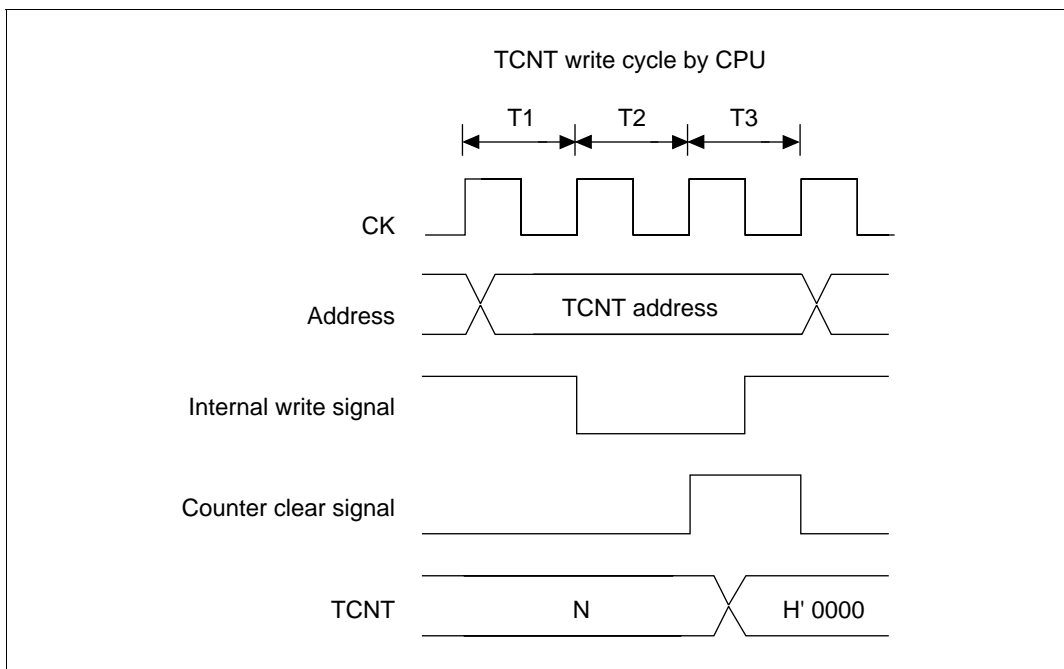 TCNT write cycle by CPU
T1 T2 T3
CK
Address TCNT address
Internal write signal
Counter clear signal
TCNT N H' 0000